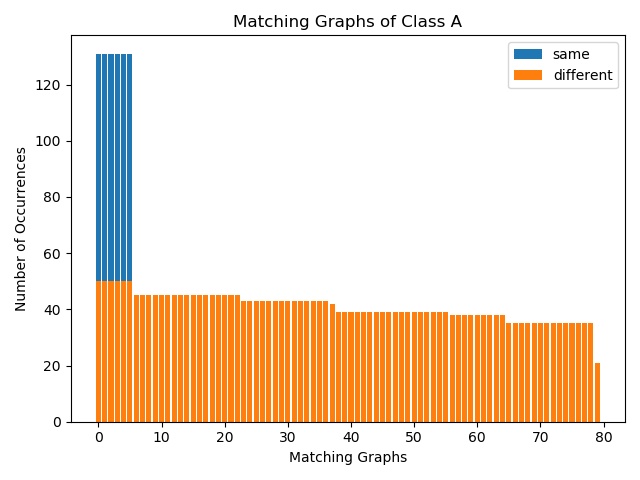 Matching Graphs of Class A
same
different
Number of Occurrences
120
100
80
60
40
20
0
0 10 20 30 40 50 60 70 80
Matching Graphs